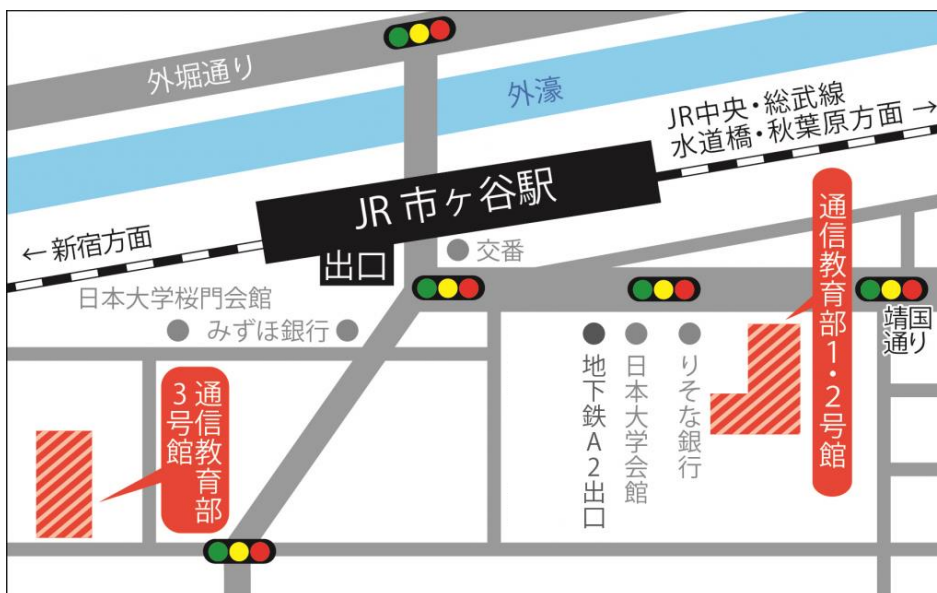 外堀通り
外濠
JR中央・総武線
水道橋・秋葉原方面→
JR市ヶ谷駅
←新宿方面
出口
交番
日本大学桜門会館
みずほ銀行
靖国
通り
通信教育部1・2号館
地下鉄A2出口
日本大学会館
りそな銀行
通信教育部
3号館